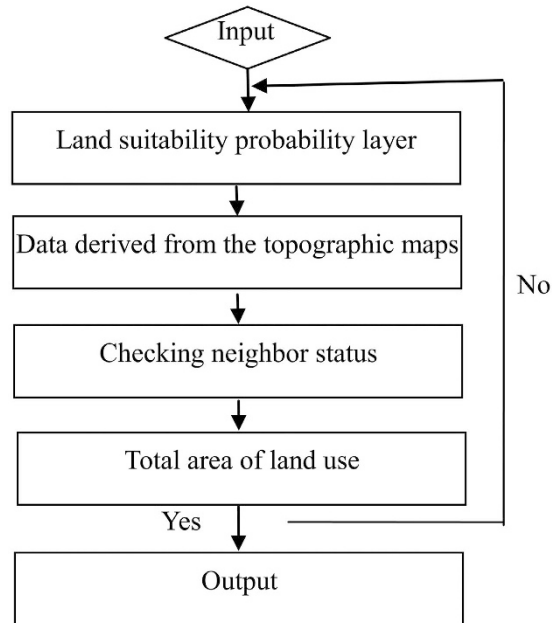 Input
Land suitability probability layer
Data derived from the topographic maps
No
Checking neighbor status
Total area of land use
Yes
Output